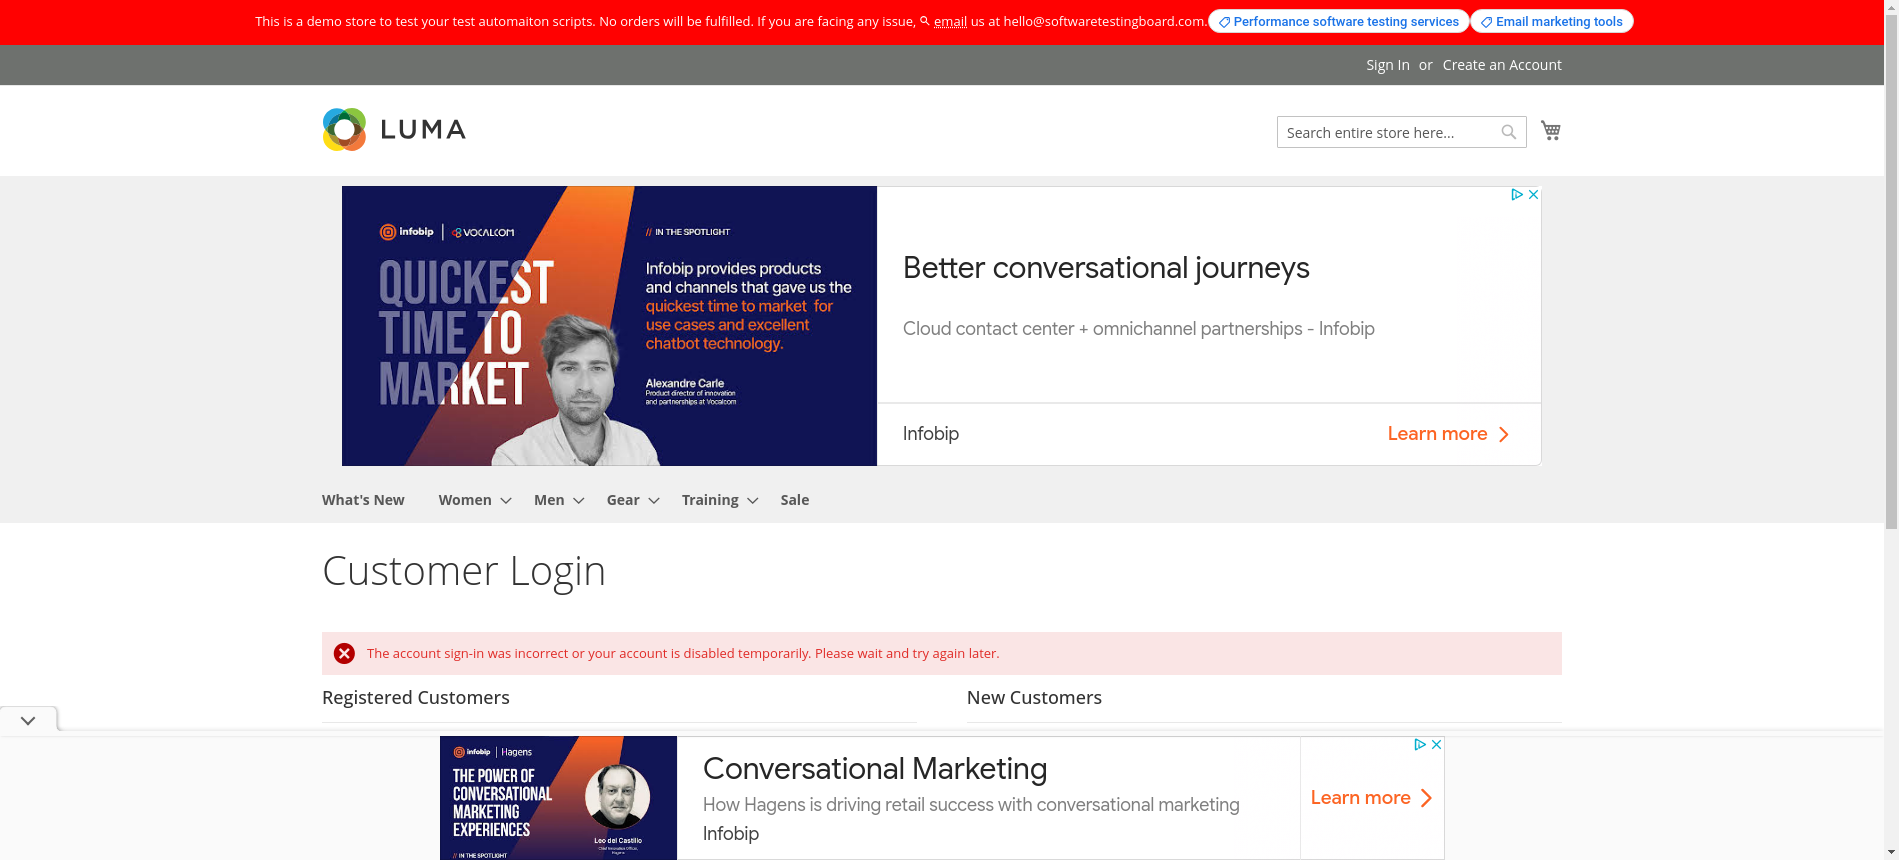 This is a demo store to test your test automaiton scripts. No orders will be fulfilled. If you are facing any issue, email us at hello@softwaretestingboard.com. Performance software testing services Email marketing tools
Sign In or Create an Account
LUMA
Search entire store here...
infobip VOCALCOM
QUICKEST
TIME TO
MARKET
// IN THE SPOTLIGHT
Infobip provides products
and channels that gave us the
quickest time to market for
use cases and excellent
chatbot technology.
Alexandre Carle
Product director of innovation
and partnerships at Vocalcom
Better conversational journeys
Cloud contact center + omnichannel partnerships - Infobip
Infobip
Learn more
What's New Women Men Gear Training Sale
Customer Login
The account sign-in was incorrect or your account is disabled temporarily. Please wait and try again later.
Registered Customers
New Customers
infobip Hagens
THE POWER OF
CONVERSATIONAL
MARKETING
EXPERIENCES
// IN THE SPOTLIGHT
Leo del Castillo
Chief Innovation Officer,
Hagens
Conversational Marketing
How Hagens is driving retail success with conversational marketing
Infobip
Learn more